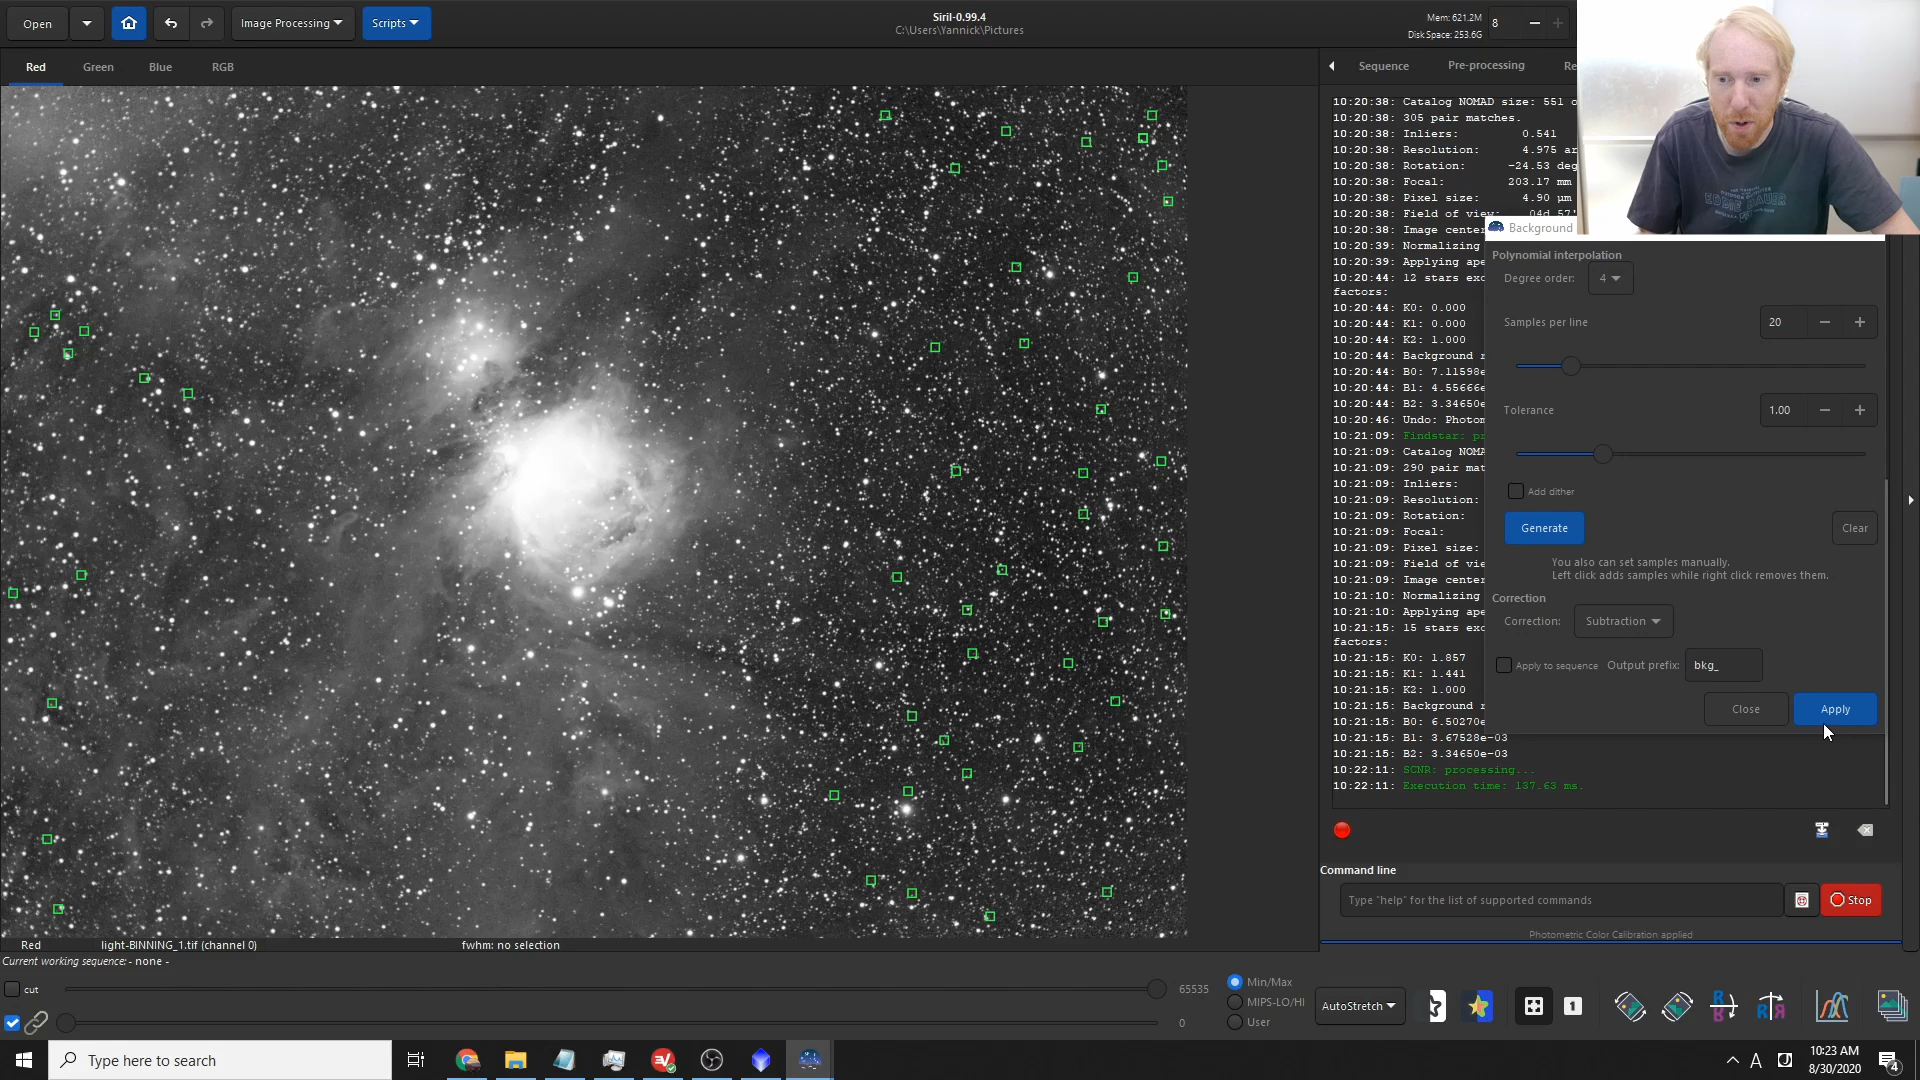 Open
Image Processing
Scripts
Siril-0.99.4
C:\Users\Yannick\Pictures
Mem: 621.2M
Disk Space: 253.6G
8
Red
Green
Blue
RGB
Sequence
Pre-processing
10:20:38: Catalog NOMAD size: 551 o
10:20:38: 305 pair matches.
10:20:38: Inliers: 0.541
10:20:38: Resolution: 4.975 ar
10:20:38: Rotation: -24.53 deg
10:20:38: Focal: 203.17 mm
10:20:38: Pixel size: 4.90 µm
10:20:38: Field of view: 04d 57'
10:20:38: Image center
10:20:39: Normalizing
10:20:39: Applying ape
10:20:44: 12 stars exc
factors:
10:20:44: K0: 0.000
10:20:44: K1: 0.000
10:20:44: K2: 1.000
10:20:44: Background r
10:20:44: B0: 7.11598e
10:20:44: B1: 4.55666e
10:20:44: B2: 3.34650e
10:20:46: Undo: Photom
10:21:09: Findstar: pr
10:21:09: Catalog NOMA
10:21:09: 290 pair mat
10:21:09: Inliers:
10:21:09: Resolution:
10:21:09: Rotation:
10:21:09: Focal:
10:21:09: Pixel size:
10:21:09: Field of vie
10:21:09: Image center
10:21:10: Normalizing
10:21:10: Applying ape
10:21:15: 15 stars exc
factors:
10:21:15: K0: 1.857
10:21:15: K1: 1.441
10:21:15: K2: 1.000
10:21:15: Background r
10:21:15: B0: 6.50270e
10:21:15: B1: 3.67528e-03
10:21:15: B2: 3.34650e-03
10:22:11: SCNR: processing...
10:22:11: Execution time: 137.63 ms.
Background
Polynomial interpolation
Degree order: 4
Samples per line 20
Tolerance 1.00
Add dither
Generate
Clear
You also can set samples manually.
Left click adds samples while right click removes them.
Correction
Correction: Subtraction
Apply to sequence Output prefix: bkg_
Close
Apply
EDDIE BAUER
Command line
Type 'help' for the list of supported commands
Stop
Photometric Color Calibration applied
Red light-BINNING_1.tif (channel 0) fwhm: no selection
Current working sequence: - none -
cut
65535
0
Min/Max
MIPS-LO/HI
User
AutoStretch
1
Type here to search
A
10:23 AM
8/30/2020
4